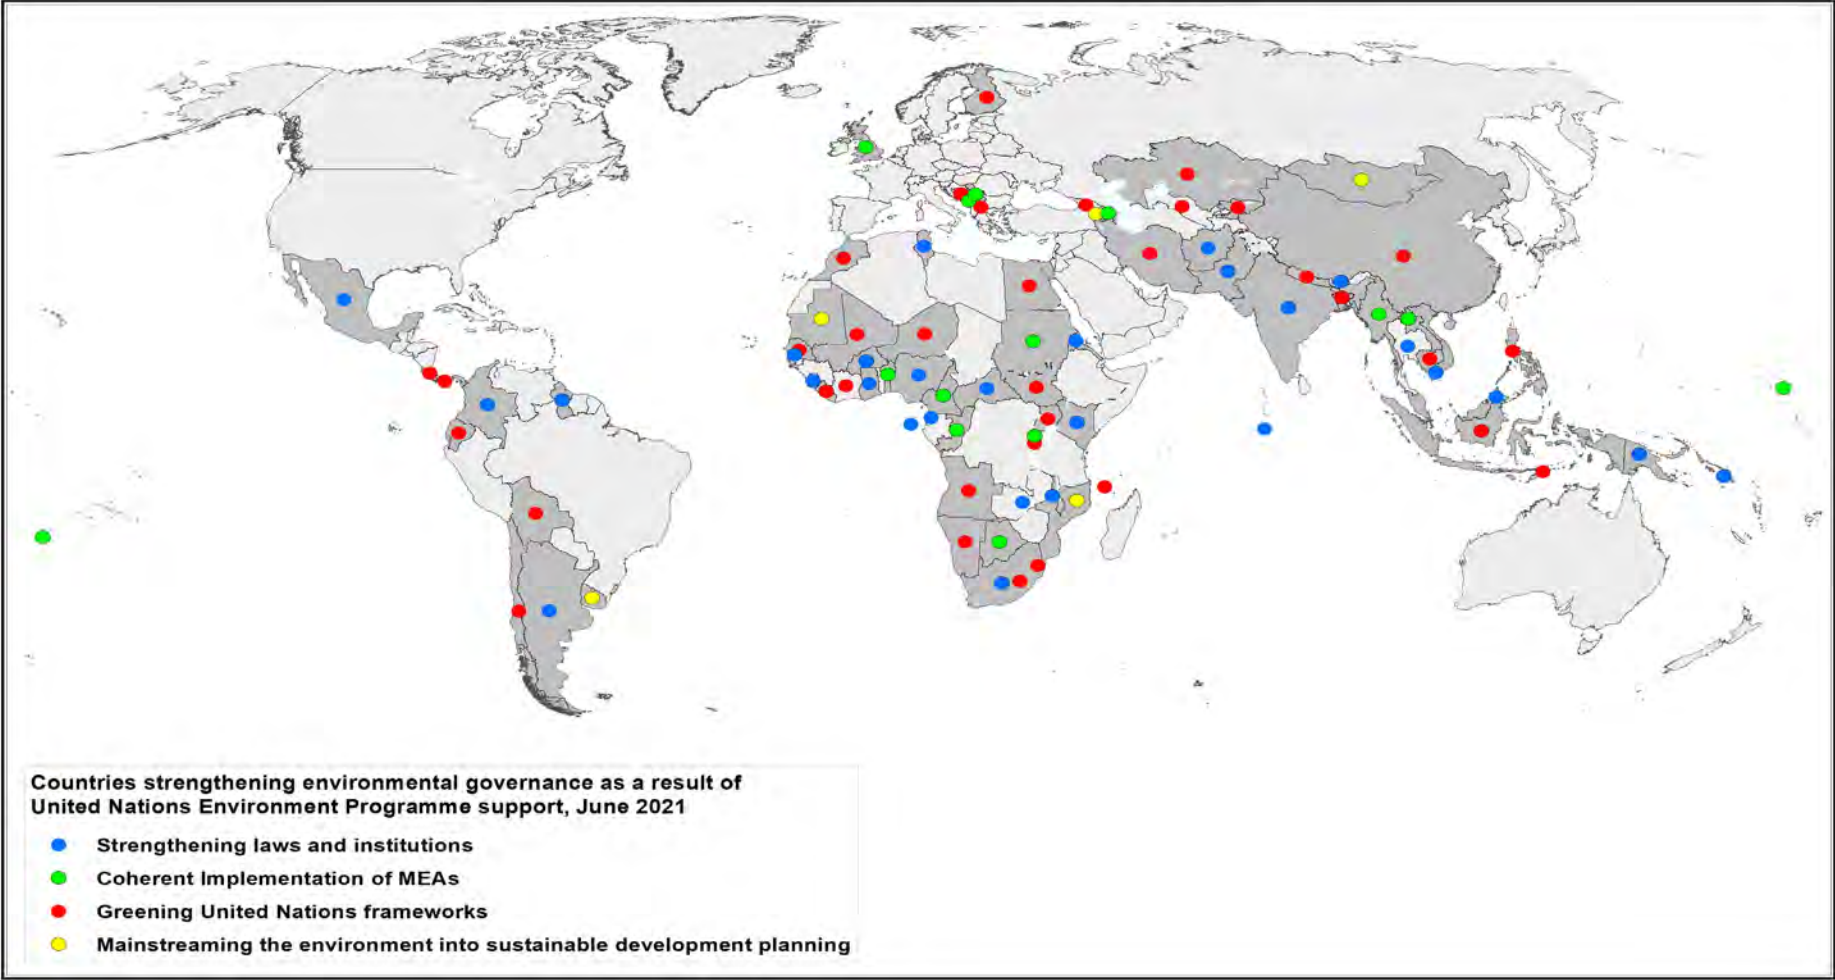 Countries strengthening environmental governance as a result of
United Nations Environment Programme support, June 2021
Strengthening laws and institutions
Coherent Implementation of MEAs
Greening United Nations frameworks
Mainstreaming the environment into sustainable development planning